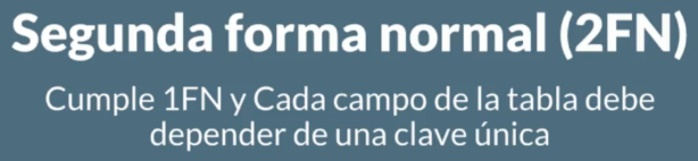 Segunda forma normal (2FN)
Cumple 1FN y Cada campo de la tabla debe
depender de una clave única